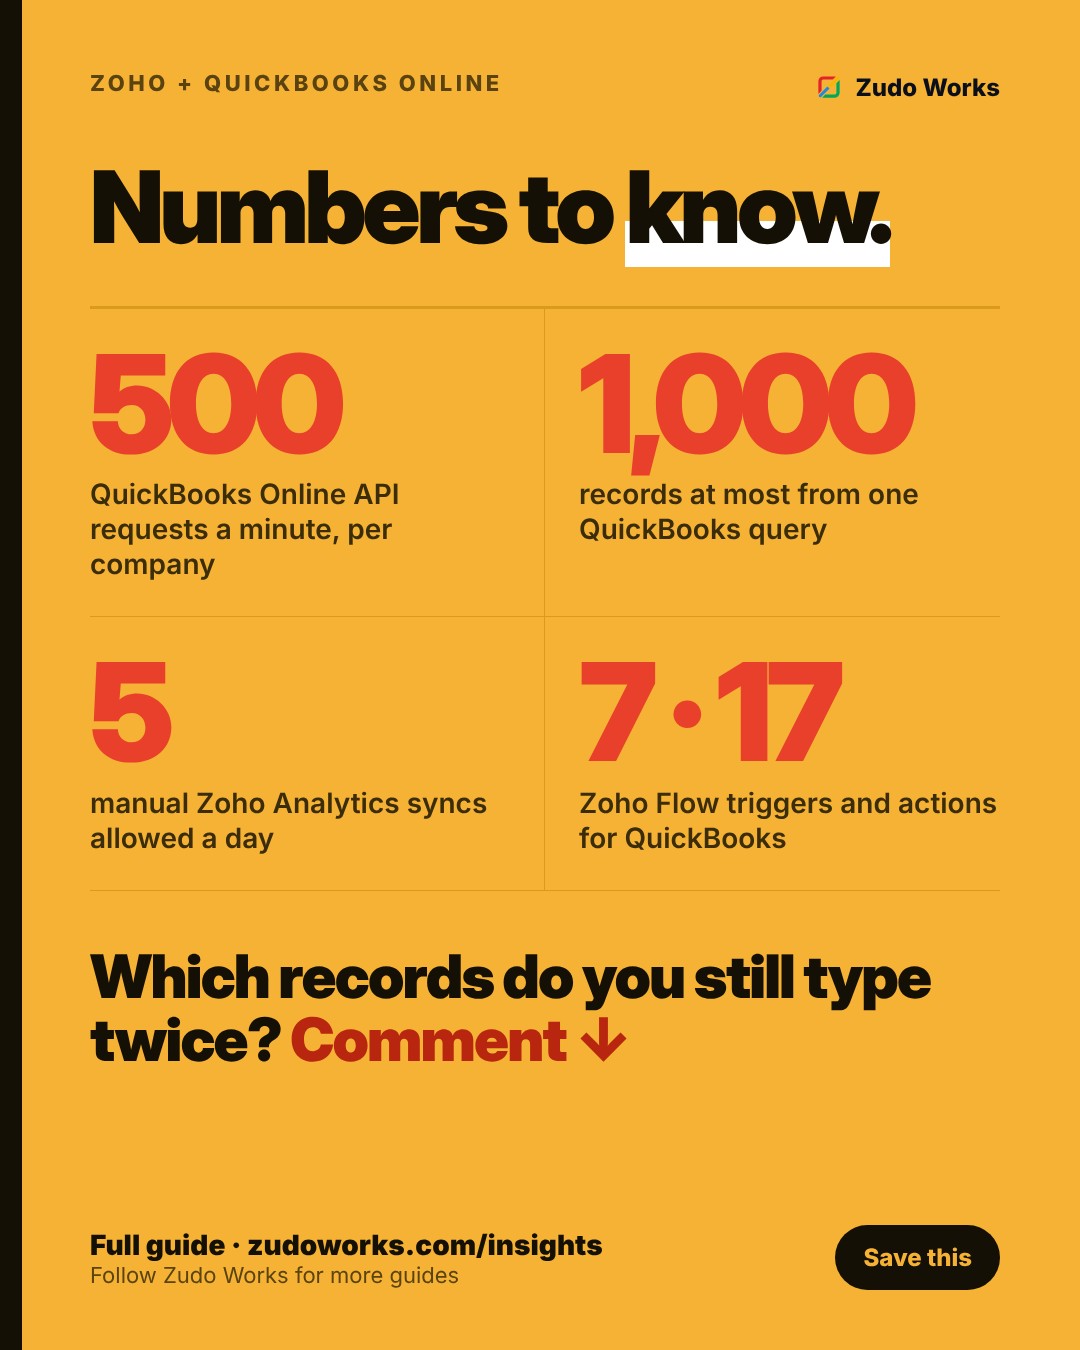 ZOHO + QUICKBOOKS ONLINE
Zudo Works
Numbers to know.
500
QuickBooks Online API
requests a minute, per
company
1,000
records at most from one
QuickBooks query
5
manual Zoho Analytics syncs
allowed a day
7·17
Zoho Flow triggers and actions
for QuickBooks
Which records do you still type
twice? Comment ↓
Full guide · zudoworks.com/insights
Follow Zudo Works for more guides
Save this